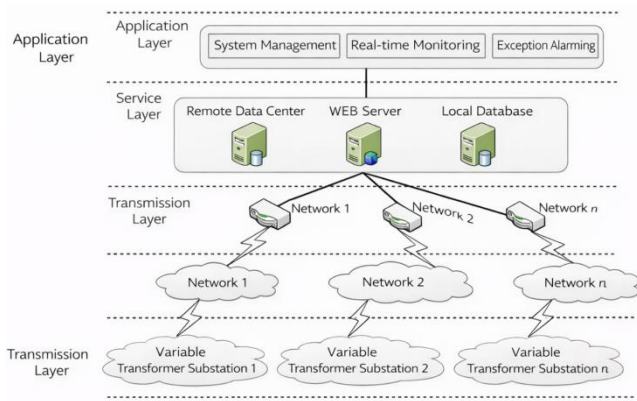 Application
Layer
Application
Layer
System Management
Real-time Monitoring
Exception Alarming
Service
Layer
Remote Data Center
WEB Server
Local Database
Transmission
Layer
Network 1
Network 2
Network n
Network 1
Network 2
Network n
Transmission
Layer
Variable
Transformer Substation 1
Variable
Transformer Substation 2
Variable
Transformer Substation n